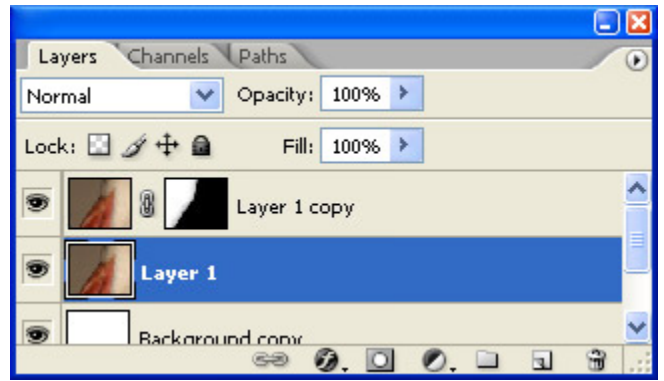 Layers Channels Paths
Normal Opacity: 100%
Lock: Fill: 100%
Layer 1 copy
Layer 1
Background copy